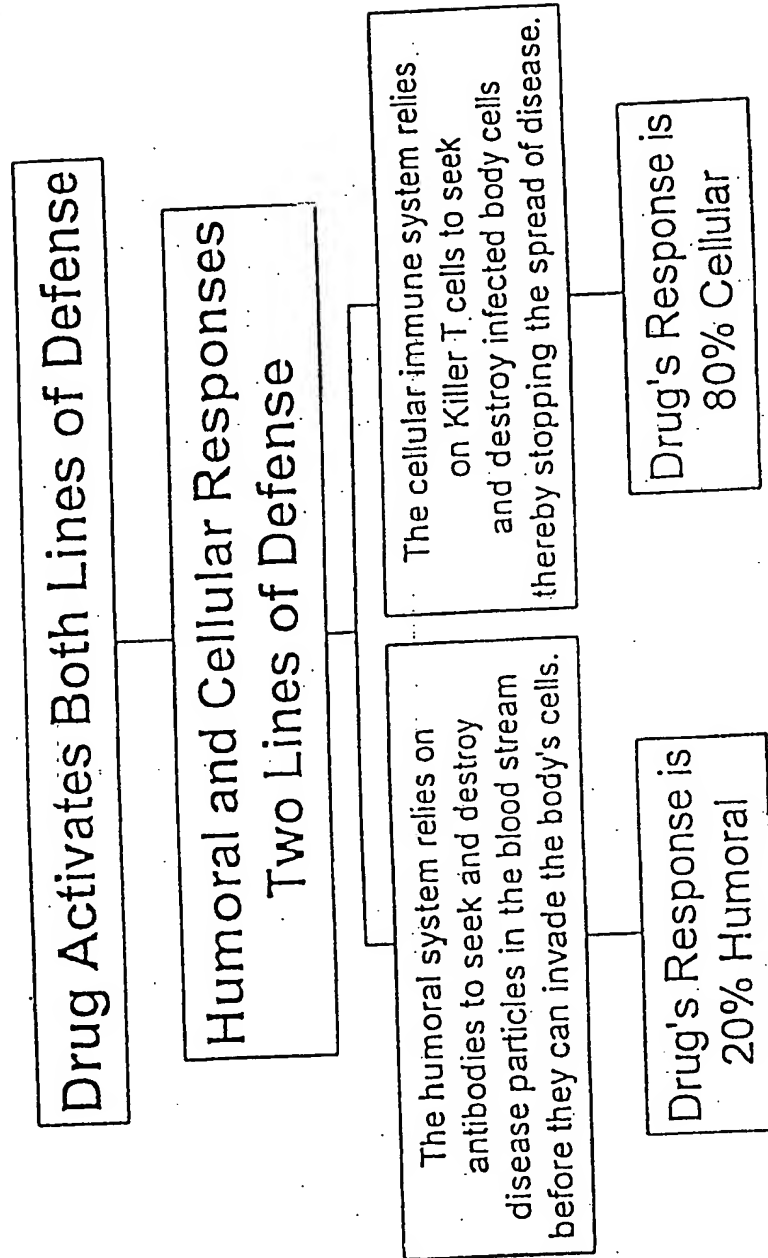 Drug Activates Both Lines of Defense
Humoral and Cellular Responses
Two Lines of Defense
The humoral system relies on
antibodies to seek and destroy
disease particles in the blood stream
before they can invade the body's cells.
Drug's Response is
20% Humoral
The cellular immune system relies
on Killer T cells to seek
and destroy infected body cells
thereby stopping the spread of disease.
Drug's Response is
80% Cellular